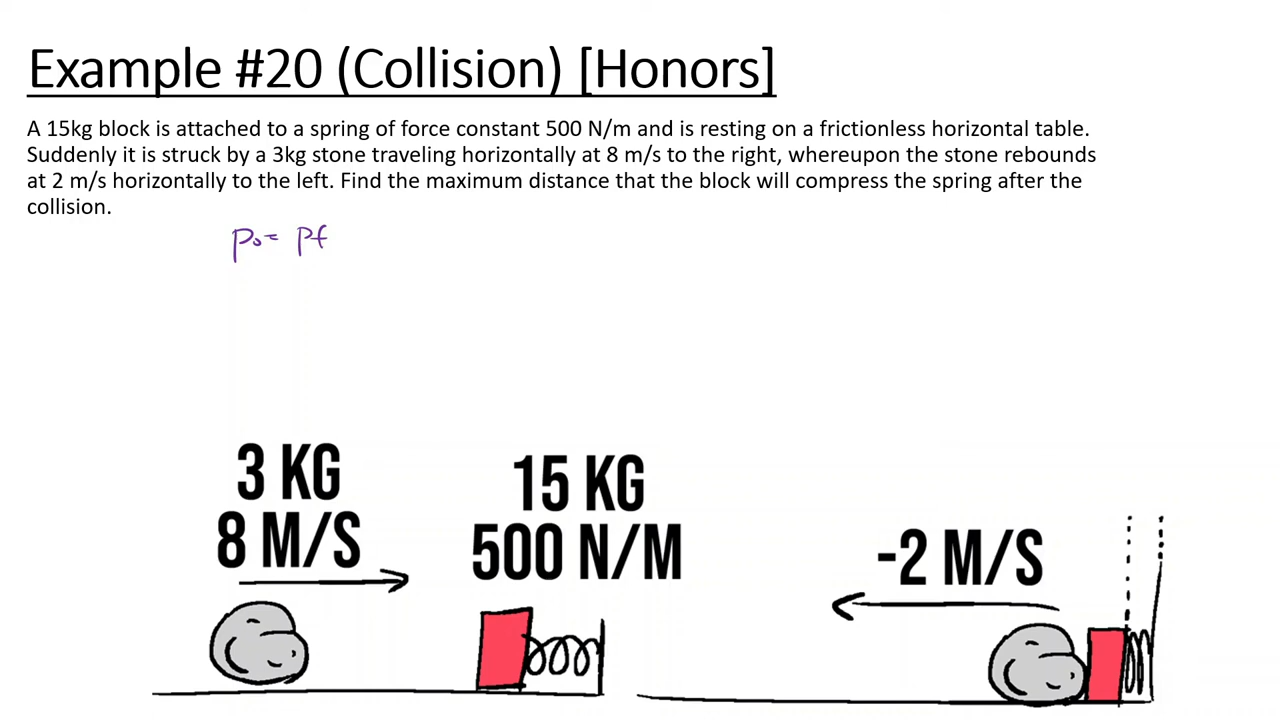 Example #20 (Collision) [Honors]
A 15kg block is attached to a spring of force constant 500 N/m and is resting on a frictionless horizontal table.
Suddenly it is struck by a 3kg stone traveling horizontally at 8 m/s to the right, whereupon the stone rebounds
at 2 m/s horizontally to the left. Find the maximum distance that the block will compress the spring after the
collision.
po= pf
3 KG
8 M/S
15 KG
500 N/M
-2 M/S